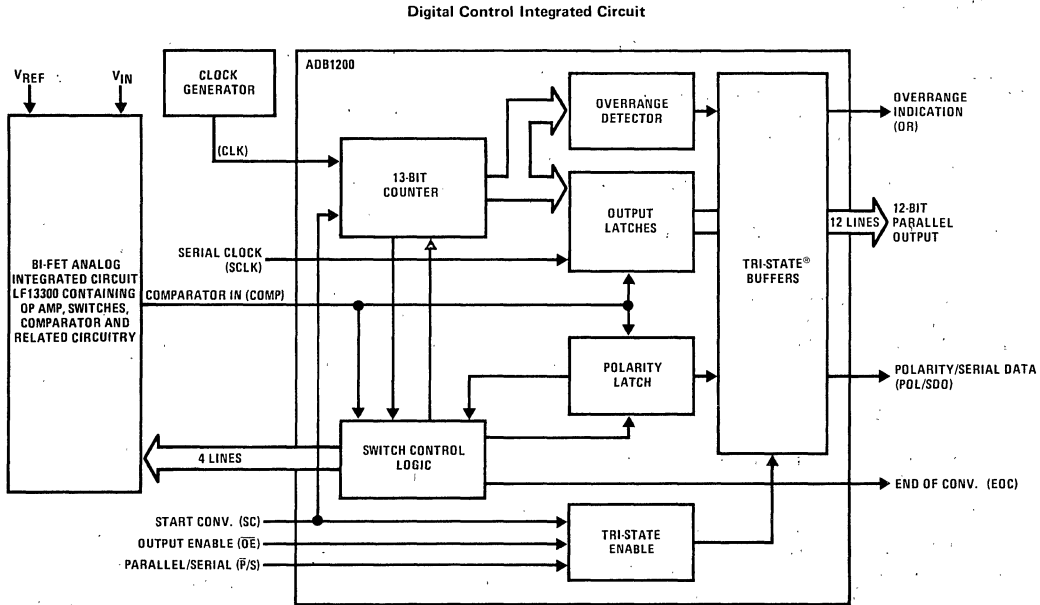 Digital Control Integrated Circuit
VREF
VIN
CLOCK
GENERATOR
ADB1200
OVERRANGE
DETECTOR
OVERRANGE
INDICATION
(OR)
(CLK)
13-BIT
COUNTER
OUTPUT
LATCHES
12 LINES
12-BIT
PARALLEL
OUTPUT
SERIAL CLOCK
(SCLK)
TRI-STATE®
BUFFERS
BI-FET ANALOG
INTEGRATED CIRCUIT
LF13300 CONTAINING
OP AMP, SWITCHES,
COMPARATOR AND
RELATED CIRCUITRY
COMPARATOR IN (COMP)
POLARITY
LATCH
POLARITY/SERIAL DATA
(POL/SDO)
4 LINES
SWITCH CONTROL
LOGIC
END OF CONV. (EOC)
START CONV. (SC)
OUTPUT ENABLE (O̅E̅)
PARALLEL/SERIAL (P̅/S)
TRI-STATE
ENABLE